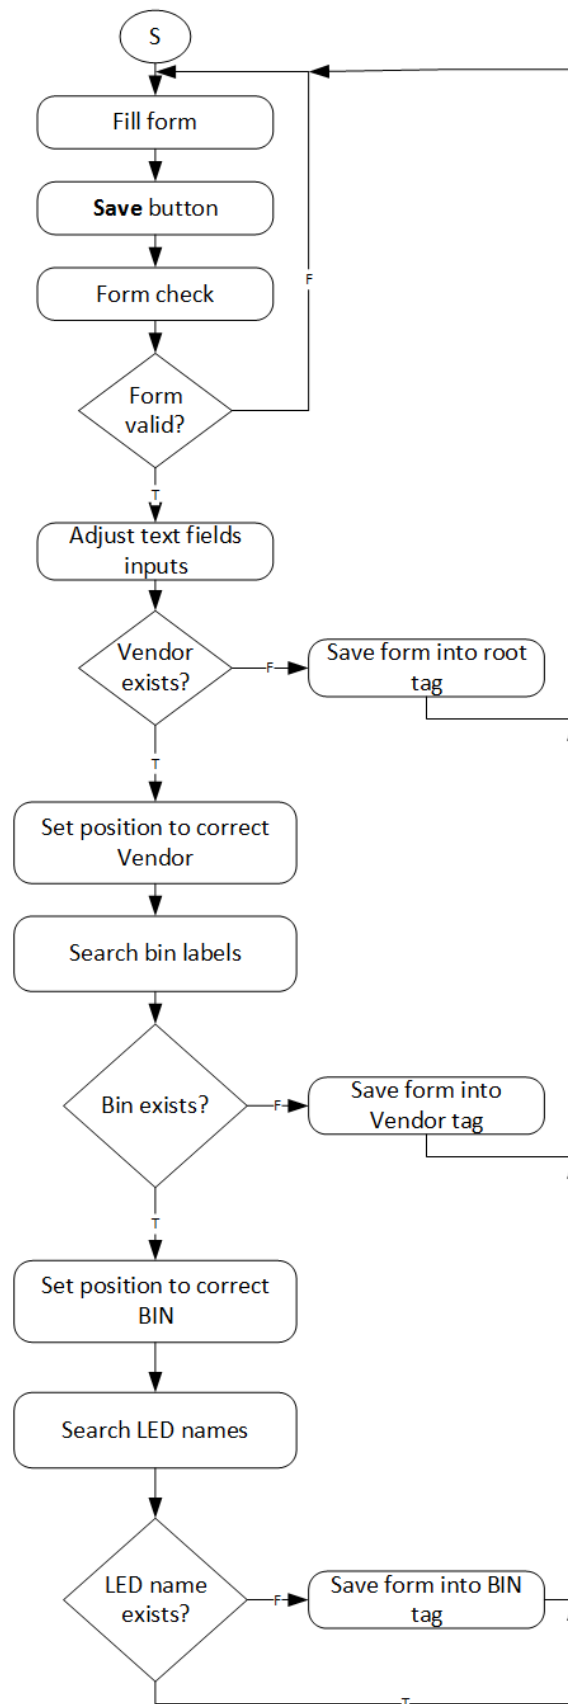 S
Fill form
Save button
Form check
F
Form
valid?
T
Adjust text fields
inputs
Vendor
exists?
F
Save form into root
tag
T
Set position to correct
Vendor
Search bin labels
Bin exists?
F
Save form into
Vendor tag
T
Set position to correct
BIN
Search LED names
LED name
exists?
F
Save form into BIN
tag
T